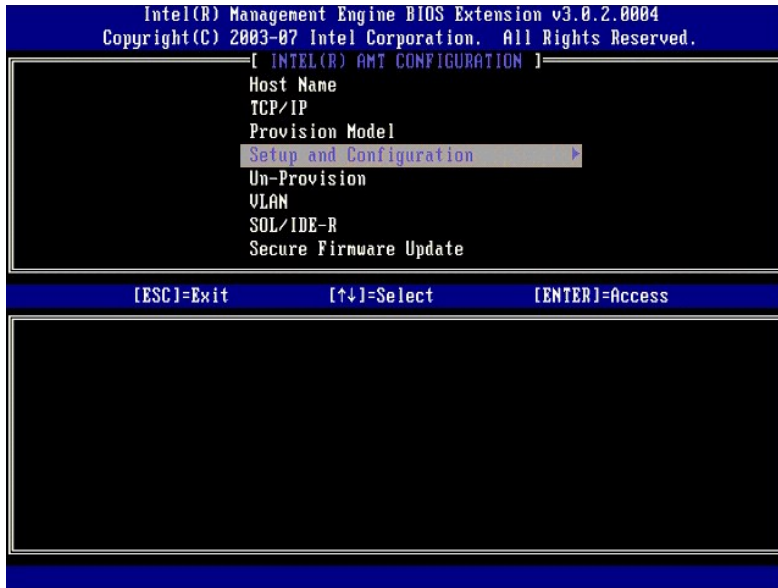 Intel(R) Management Engine BIOS Extension v3.0.2.0004
Copyright(C) 2003-07 Intel Corporation. All Rights Reserved.
[ INTEL(R) AMT CONFIGURATION ]
Host Name
TCP/IP
Provision Model
Setup and Configuration ►
Un-Provision
VLAN
SOL/IDE-R
Secure Firmware Update
[ESC]=Exit [↑↓]=Select [ENTER]=Access